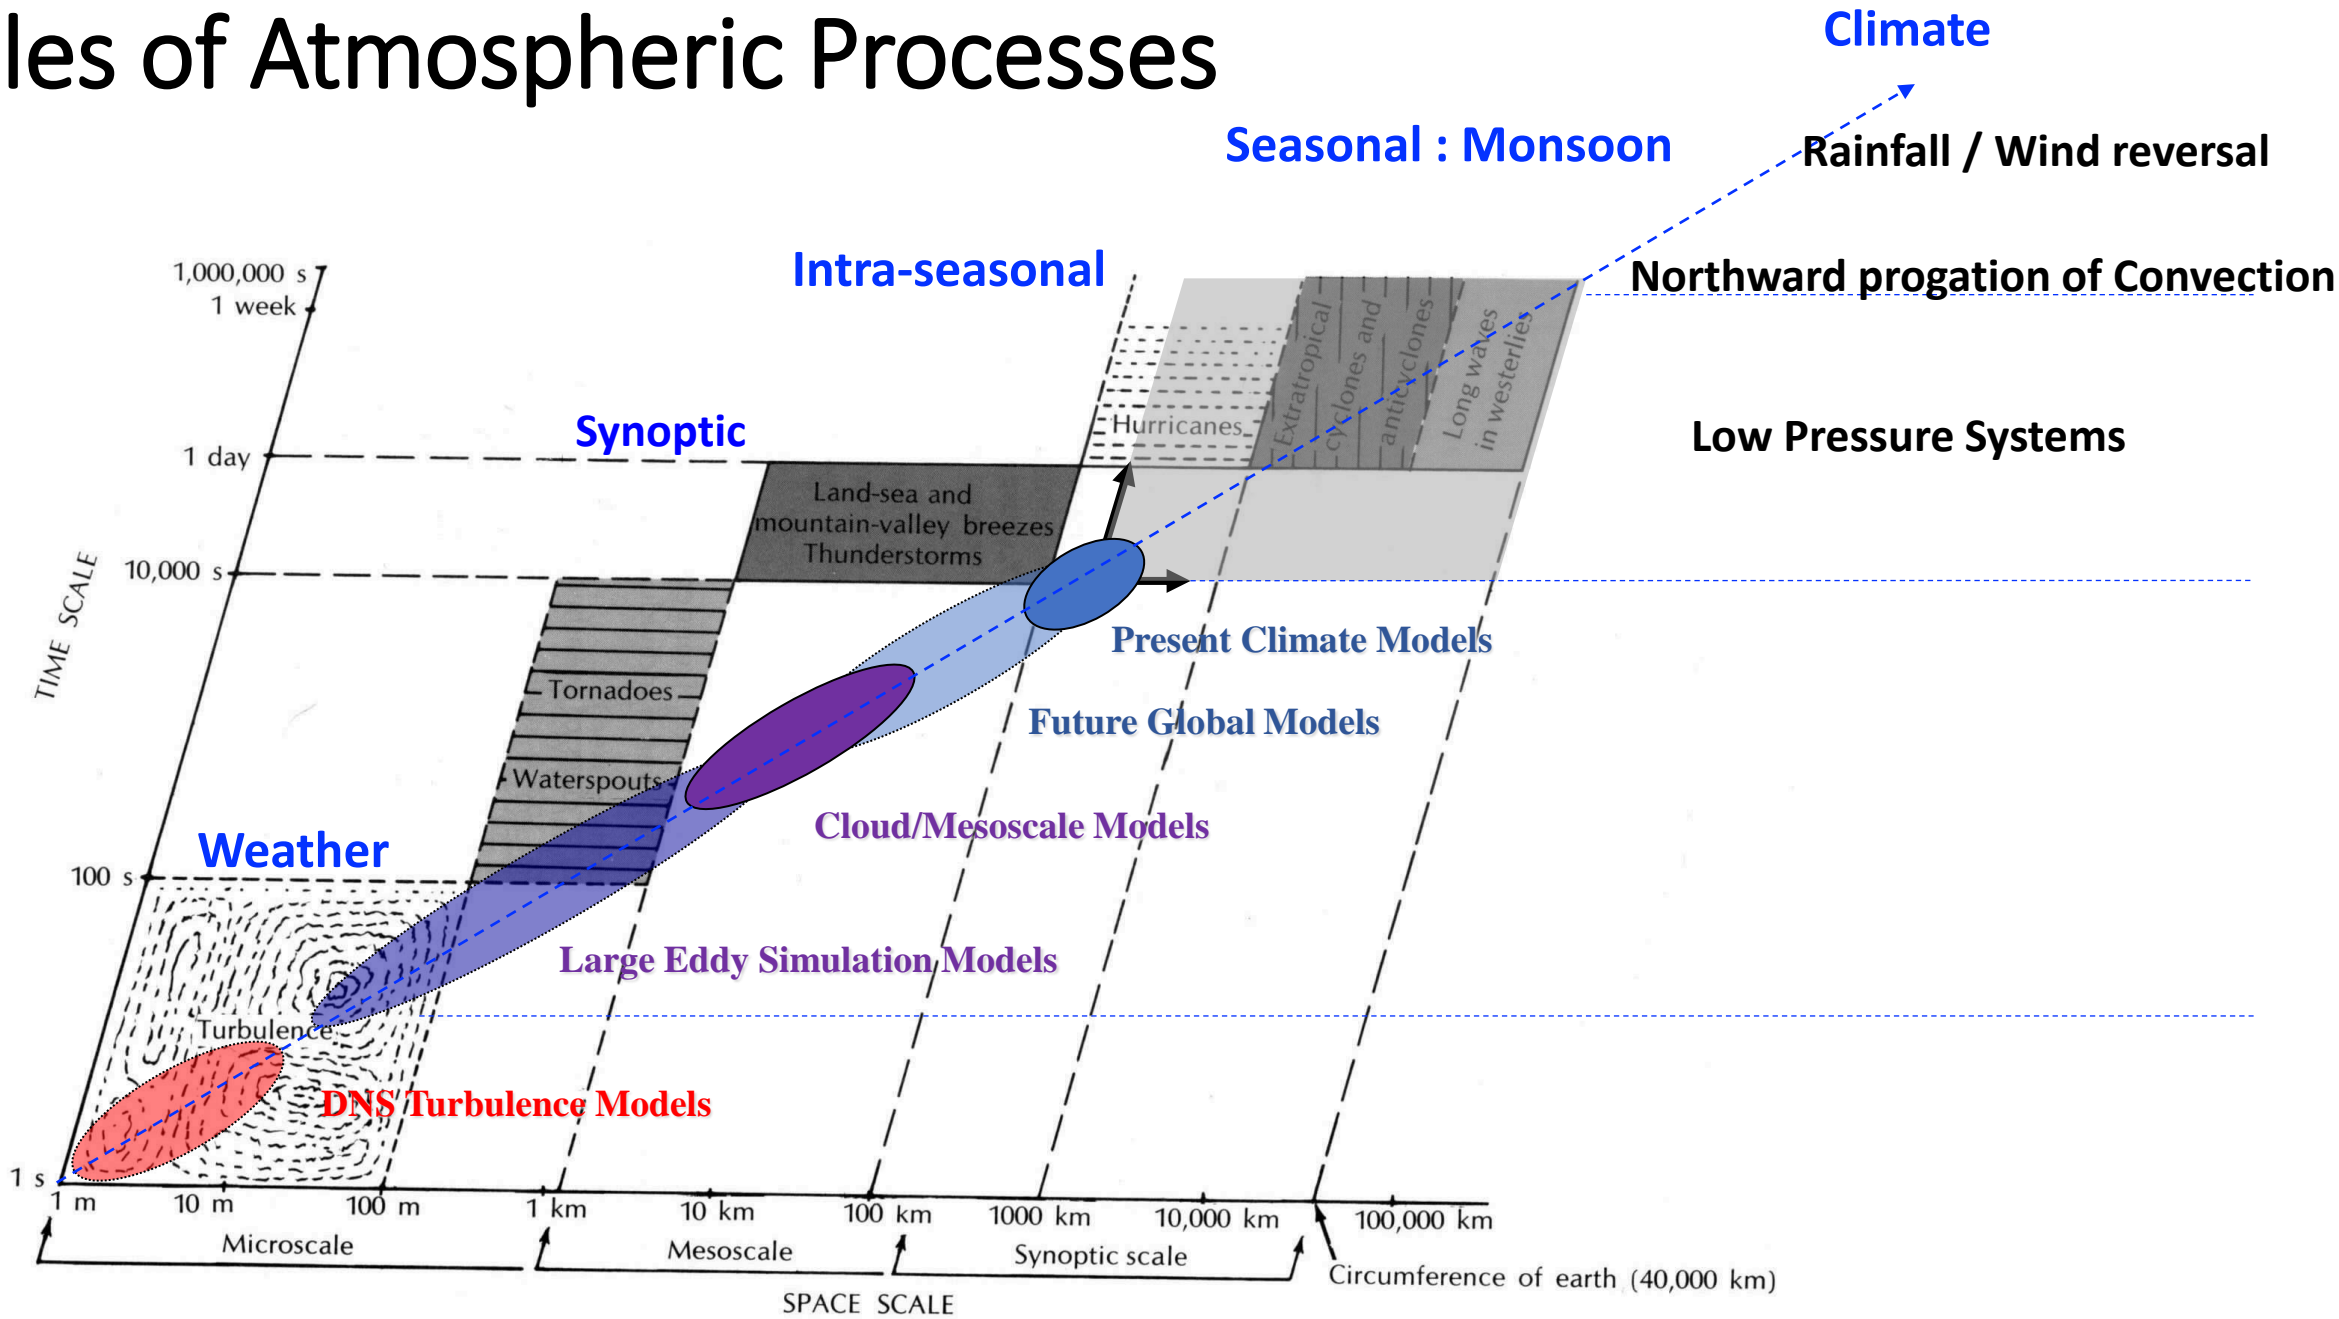 les of Atmospheric Processes
Climate
Seasonal : Monsoon
Rainfall / Wind reversal
Intra-seasonal
Northward progation of Convection
1,000,000 s
1 week
Extratropical
cyclones and
anticyclones
Long waves
in westerlies
Hurricanes
Synoptic
Low Pressure Systems
1 day
Land-sea and
mountain-valley breezes
Thunderstorms
10,000 s
TIME SCALE
Present Climate Models
Tornadoes
Future Global Models
Waterspouts
Cloud/Mesoscale Models
Weather
100 s
Large Eddy Simulation Models
Turbulence
DNS Turbulence Models
1 s
1 m
10 m
100 m
1 km
10 km
100 km
1000 km
10,000 km
100,000 km
Microscale
Mesoscale
Synoptic scale
Circumference of earth (40,000 km)
SPACE SCALE